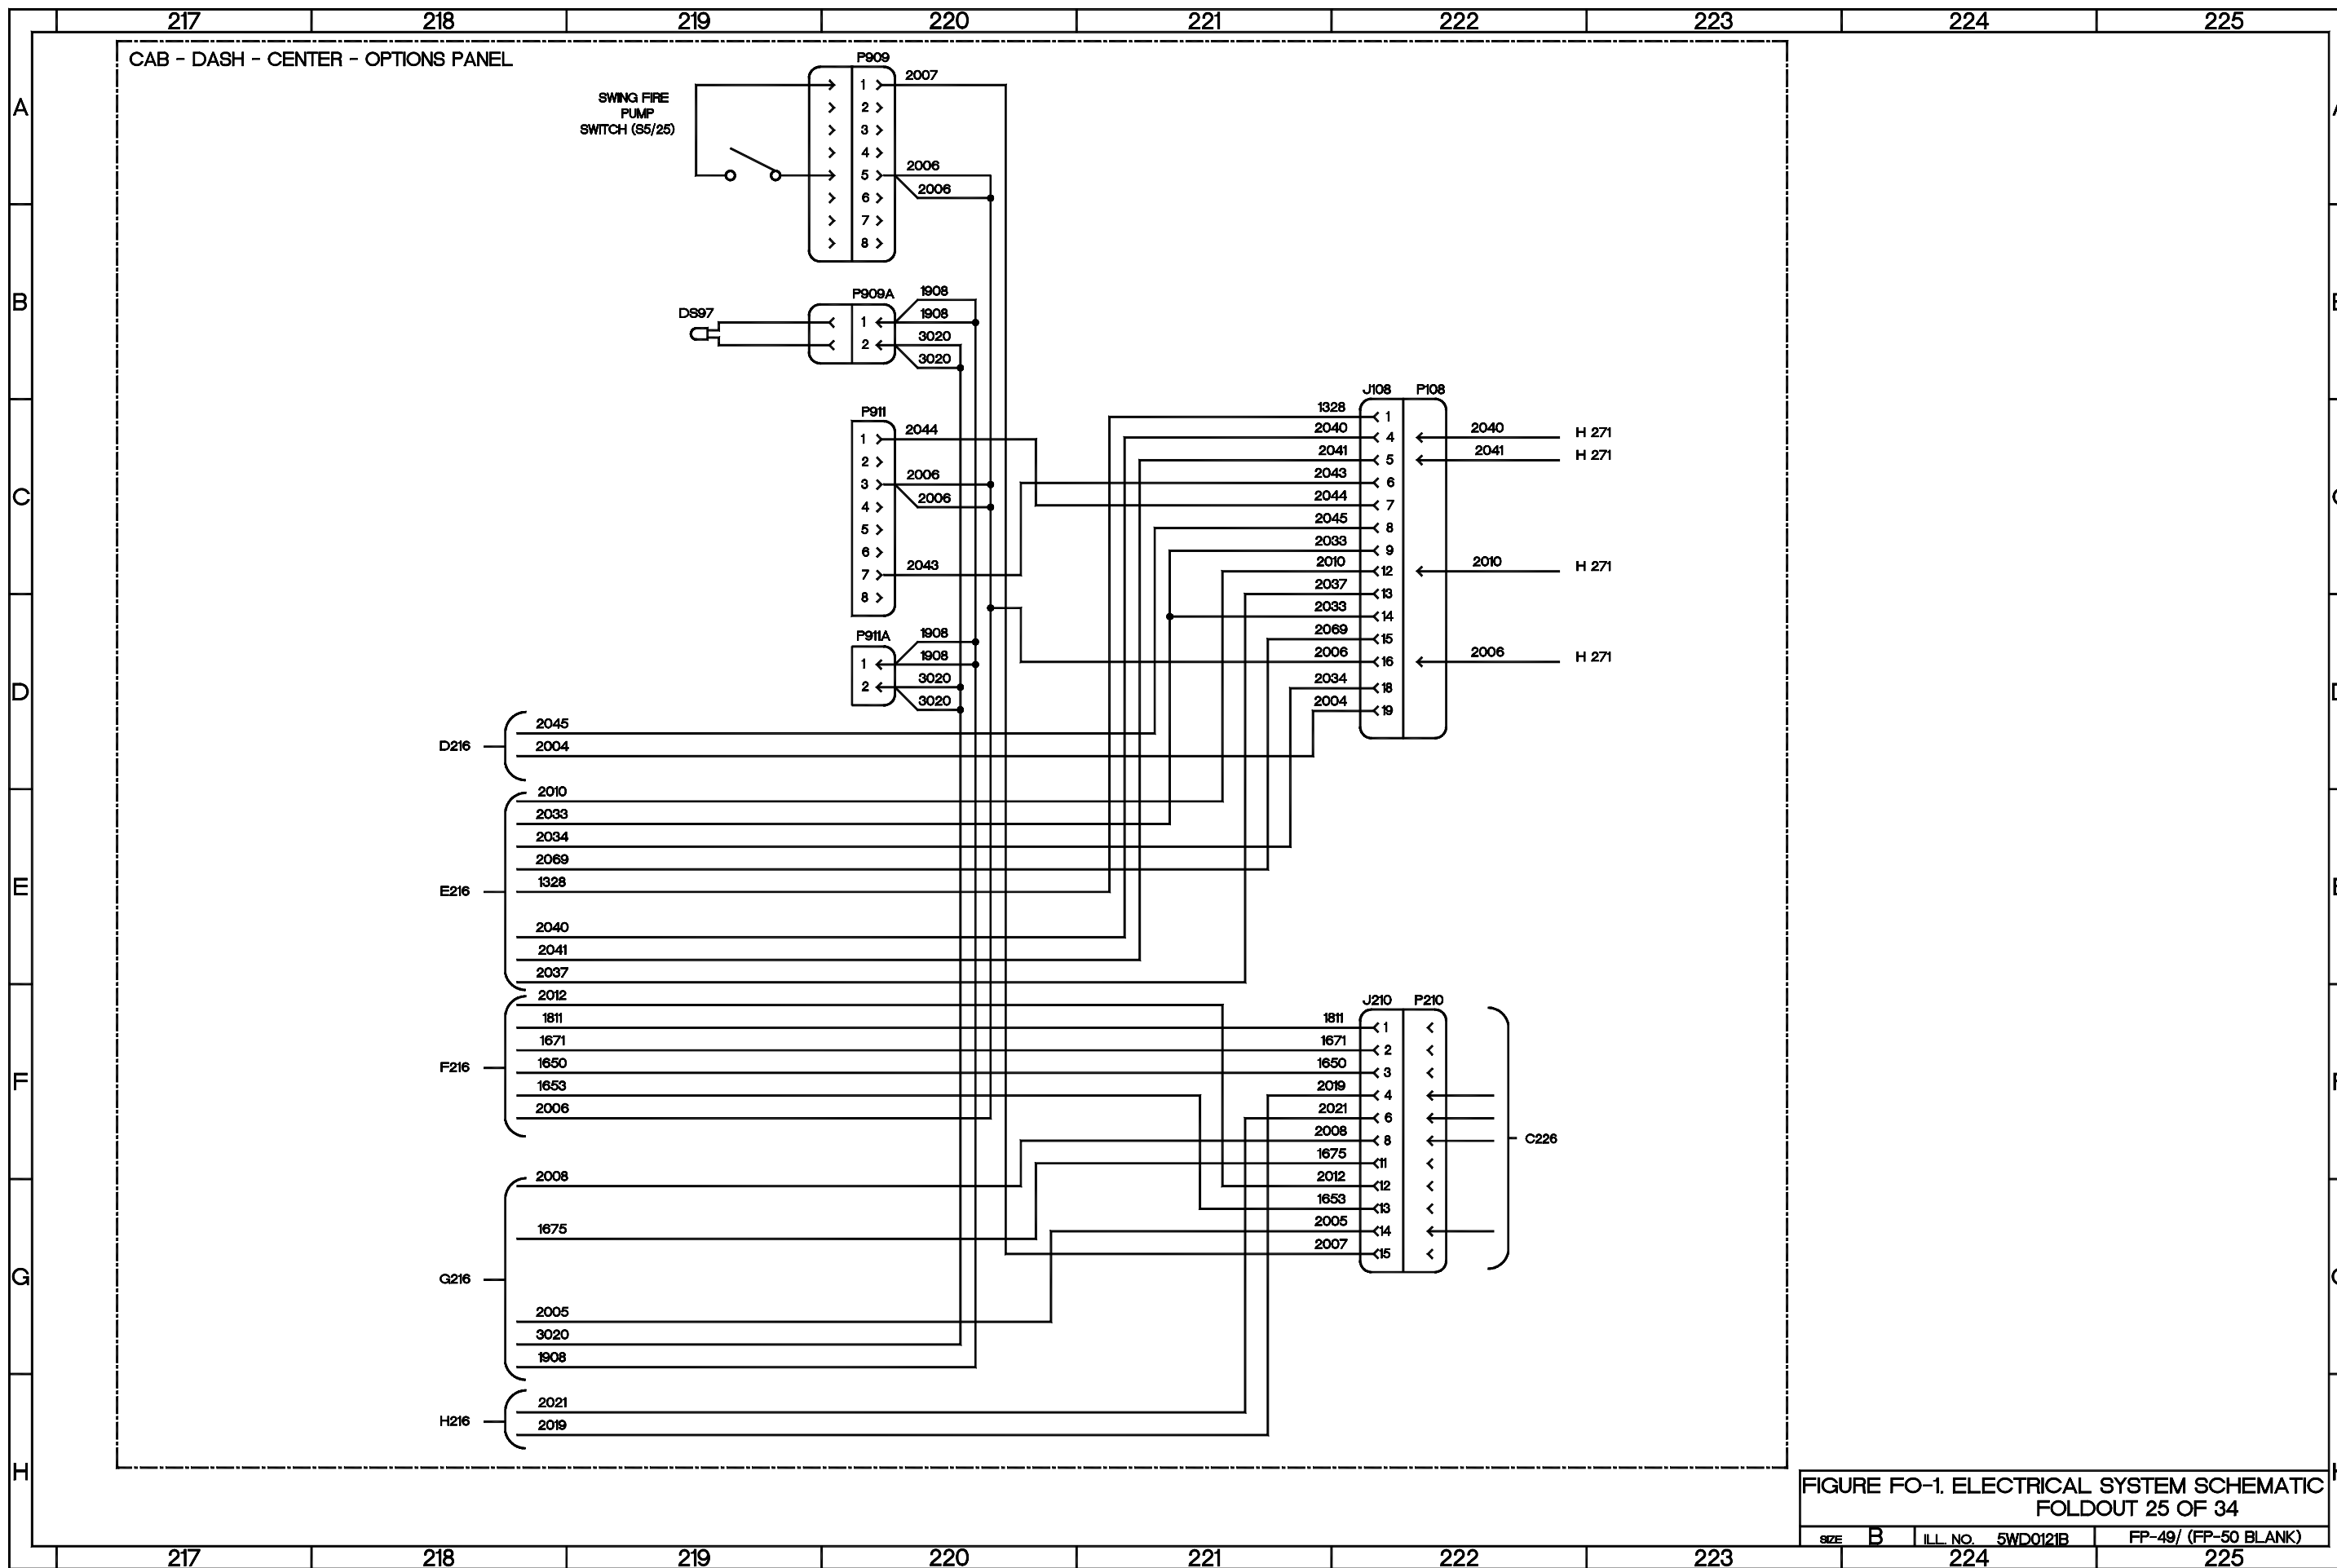 217 218 219 220 221 222 223 224 225
CAB - DASH - CENTER - OPTIONS PANEL
A
SWING FIRE
PUMP
SWITCH (S5/25)
P909
1 2007
2
3
4
5 2006
6 2006
7
8
B
DS97
P909A
1908
1 1908
2 3020
3020
C
P911
1 2044
2
3 2006
4 2006
5
6
7 2043
8
J108 P108
1328 1
2040 4 2040 H 271
2041 5 2041 H 271
2043 6
2044 7
2045 8
2033 9
2010 12 2010 H 271
2037 13
2033 14
2069 15
2006 16 2006 H 271
2034 18
2004 19
D
P911A
1908
1 1908
2 3020
3020
D216
2045
2004
E
E216
2010
2033
2034
2069
1328
2040
2041
2037
F
F216
2012
1811
1671
1650
1653
2006
J210 P210
1811 1
1671 2
1650 3
2019 4
2021 6
2008 8
1675 11
2012 12
1653 13
2005 14
2007 15
C226
G
G216
2008
1675
2005
3020
1908
H
H216
2021
2019
FIGURE FO-1. ELECTRICAL SYSTEM SCHEMATIC
FOLDOUT 25 OF 34
SIZE B ILL. NO. 5WD0121B FP-49/ (FP-50 BLANK)
217 218 219 220 221 222 223 224 225